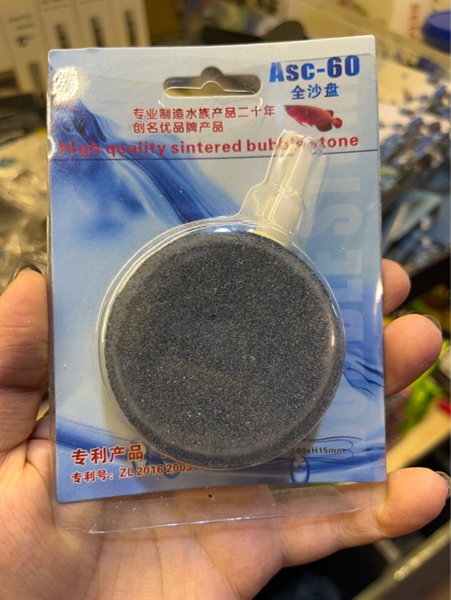 Asc-60
全沙盘
专业制造水族产品二十年
创名优品牌产品
High quality sintered bubble stone
专利产品
60xH15mm
专利号: ZL 2016 2003